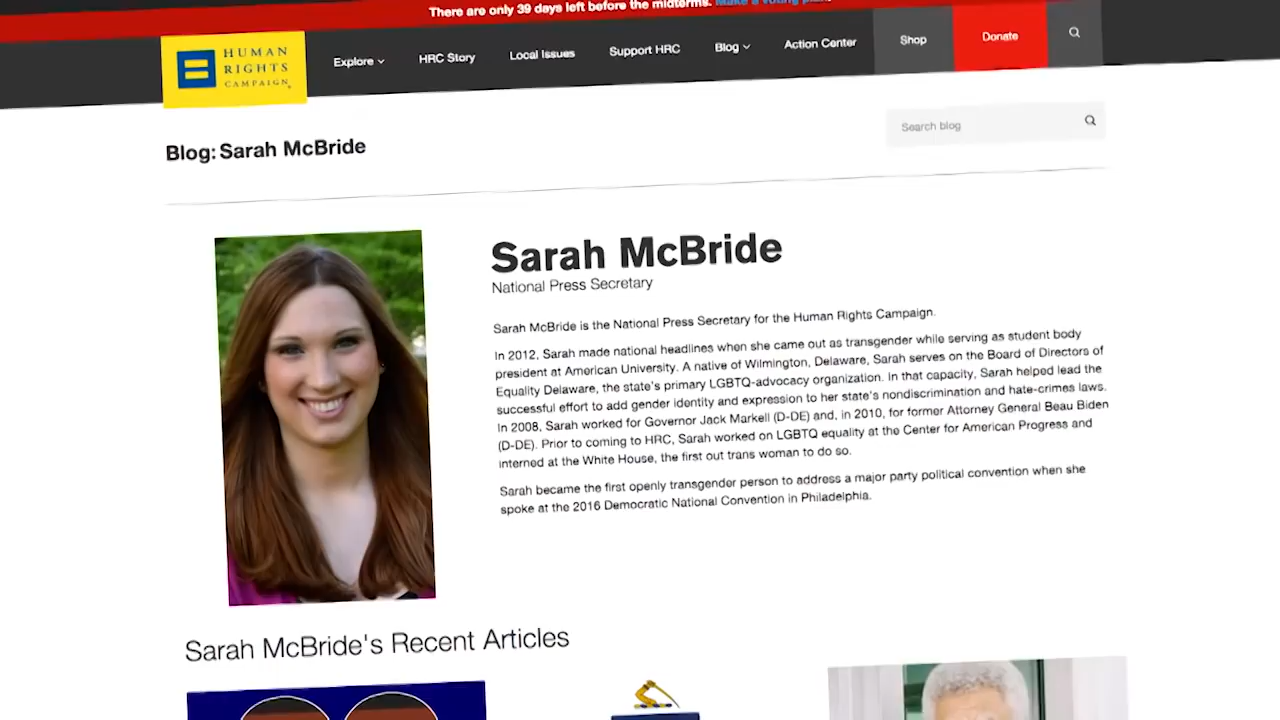 There are only 39 days left before the midterms. Make a voting plan.
HUMAN
RIGHTS
CAMPAIGN
Explore
HRC Story
Local Issues
Support HRC
Blog
Action Center
Shop
Donate
Blog: Sarah McBride
Search blog
Sarah McBride
National Press Secretary
Sarah McBride is the National Press Secretary for the Human Rights Campaign.
In 2012, Sarah made national headlines when she came out as transgender while serving as student body
president at American University. A native of Wilmington, Delaware, Sarah serves on the Board of Directors of
Equality Delaware, the state's primary LGBTQ-advocacy organization. In that capacity, Sarah helped lead the
successful effort to add gender identity and expression to her state's nondiscrimination and hate-crimes laws.
In 2008, Sarah worked for Governor Jack Markell (D-DE) and, in 2010, for former Attorney General Beau Biden
(D-DE). Prior to coming to HRC, Sarah worked on LGBTQ equality at the Center for American Progress and
interned at the White House, the first out trans woman to do so.
Sarah became the first openly transgender person to address a major party political convention when she
spoke at the 2016 Democratic National Convention in Philadelphia.
Sarah McBride's Recent Articles